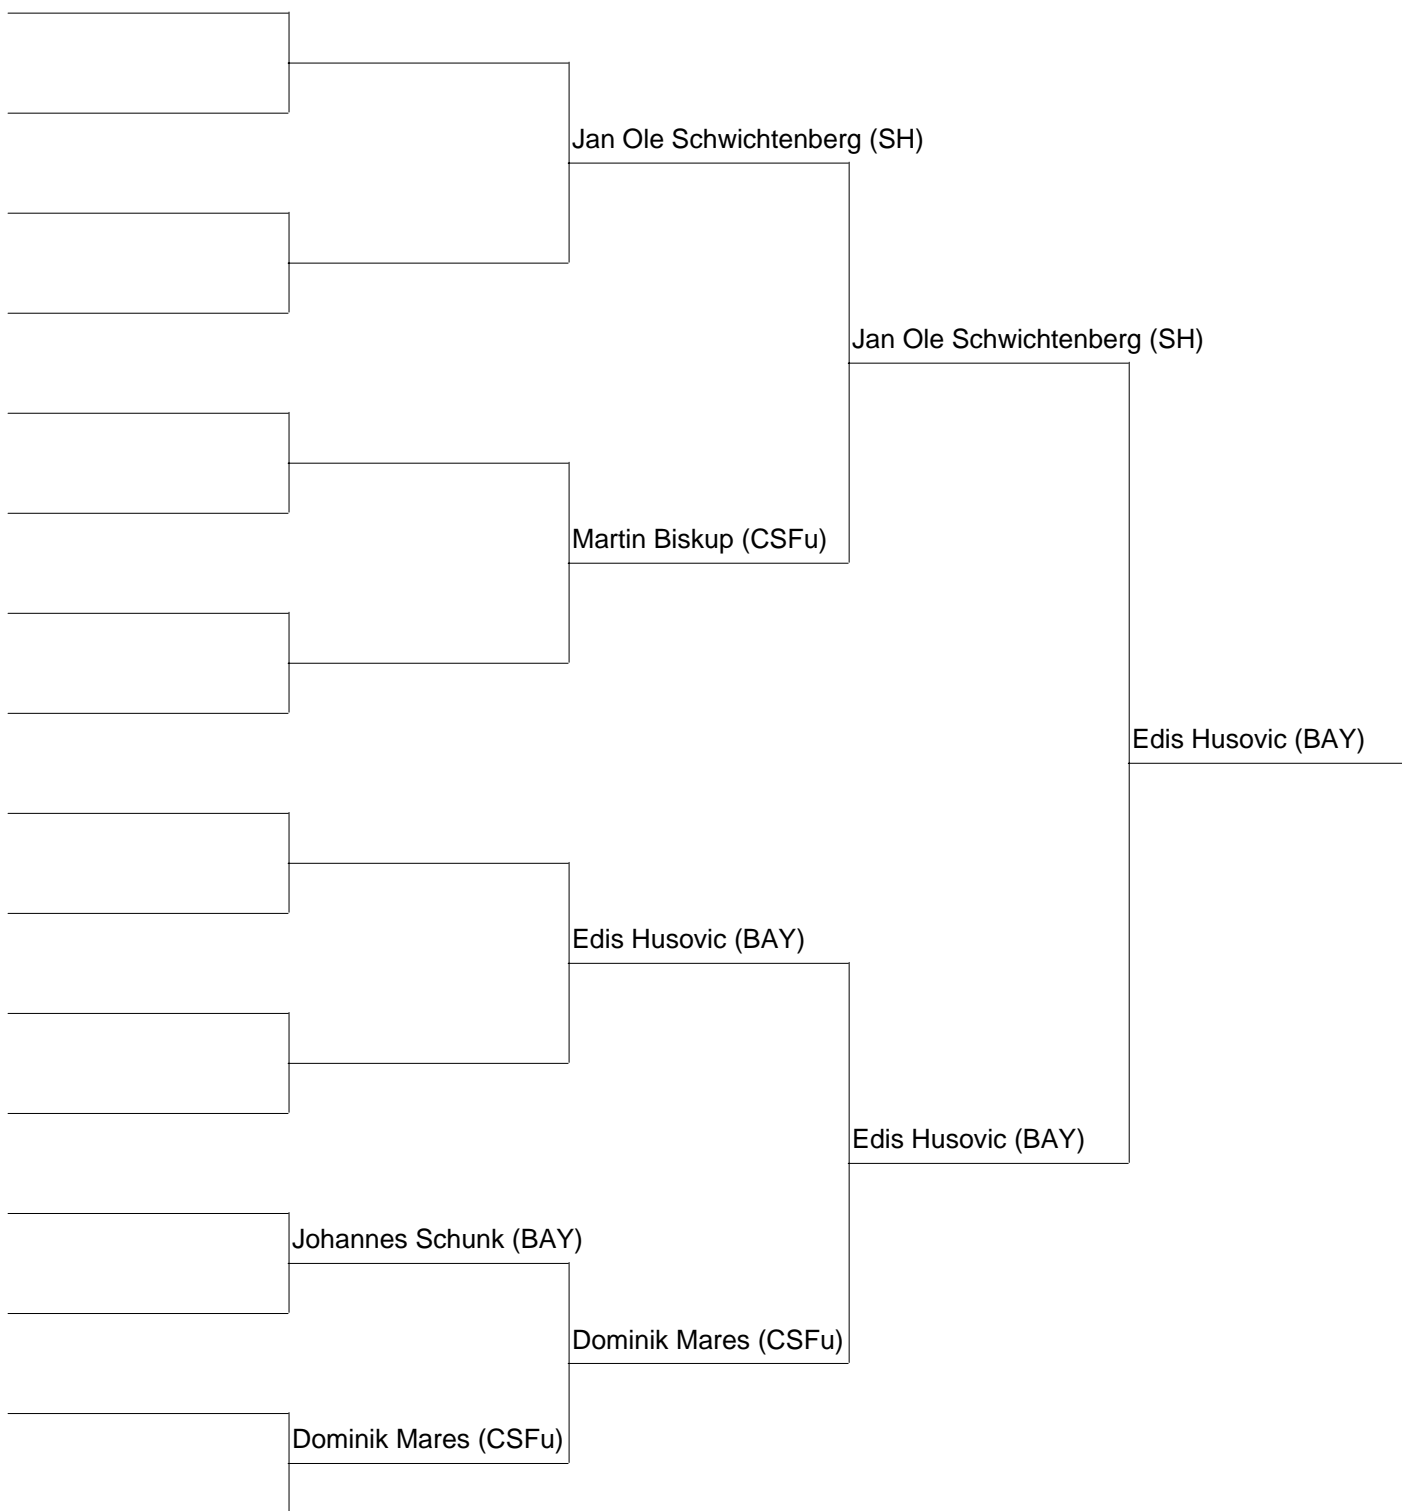 Jan Ole Schwichtenberg (SH)
Jan Ole Schwichtenberg (SH)
Martin Biskup (CSFu)
Edis Husovic (BAY)
Edis Husovic (BAY)
Edis Husovic (BAY)
Johannes Schunk (BAY)
Dominik Mares (CSFu)
Dominik Mares (CSFu)